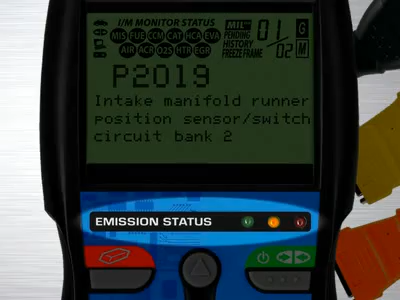 I/M MONITOR STATUS
MIL
MIS FUE CCM CAT HCA EVA
AIR ACR O2S HTR EGR
PENDING
HISTORY
FREEZE FRAME
01/02
G
M
P2019
Intake manifold runner
position sensor/switch
circuit bank 2
EMISSION STATUS